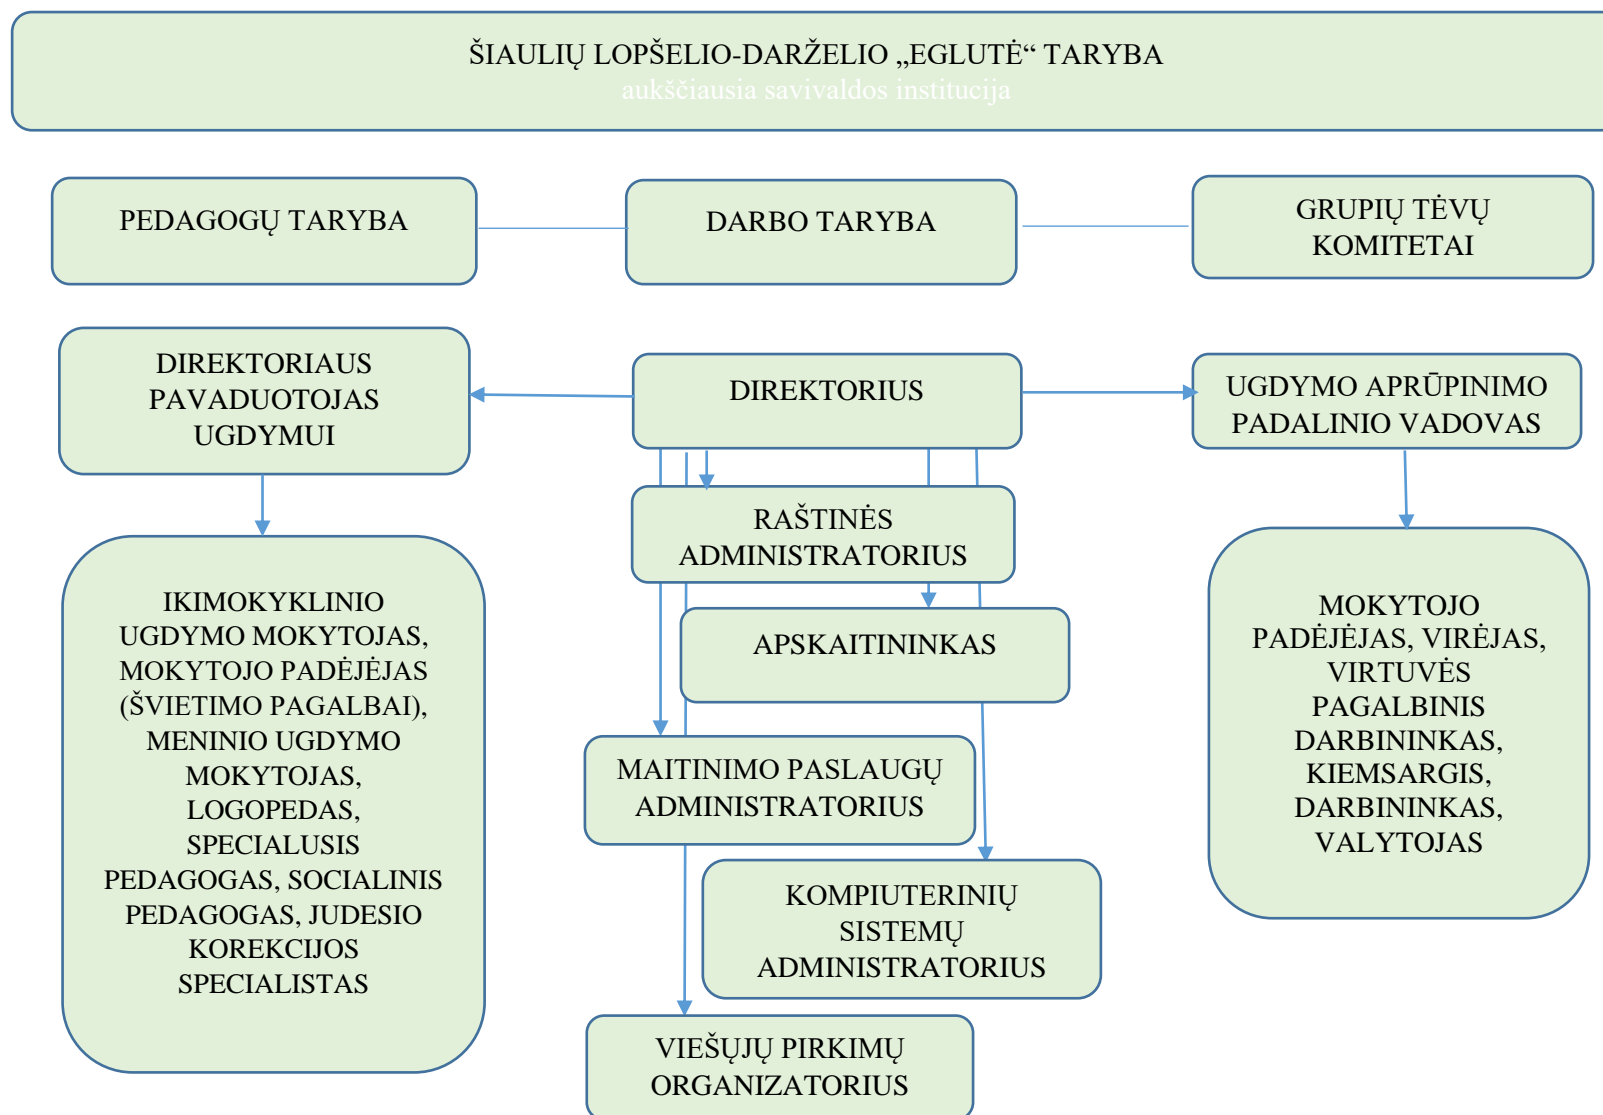 ŠIAULIŲ LOPŠELIO-DARŽELIO „EGLUTĖ“ TARYBA
aukščiausia savivaldos institucija
PEDAGOGŲ TARYBA
DARBO TARYBA
GRUPIŲ TĖVŲ
KOMITETAI
DIREKTORIAUS
PAVADUOTOJAS
UGDYMUI
DIREKTORIUS
UGDYMO APRŪPINIMO
PADALINIO VADOVAS
RAŠTINĖS
ADMINISTRATORIUS
IKIMOKYKLINIO
UGDYMO MOKYTOJAS,
MOKYTOJO PADĖJĖJAS
(ŠVIETIMO PAGALBAI),
MENINIO UGDYMO
MOKYTOJAS,
LOGOPEDAS,
SPECIALUSIS
PEDAGOGAS, SOCIALINIS
PEDAGOGAS, JUDESIO
KOREKCIJOS
SPECIALISTAS
APSKAITININKAS
MOKYTOJO
PADĖJĖJAS, VIRĖJAS,
VIRTUVĖS
PAGALBINIS
DARBININKAS,
KIEMSARGIS,
DARBININKAS,
VALYTOJAS
MAITINIMO PASLAUGŲ
ADMINISTRATORIUS
KOMPIUTERINIŲ
SISTEMŲ
ADMINISTRATORIUS
VIEŠŲJŲ PIRKIMŲ
ORGANIZATORIUS